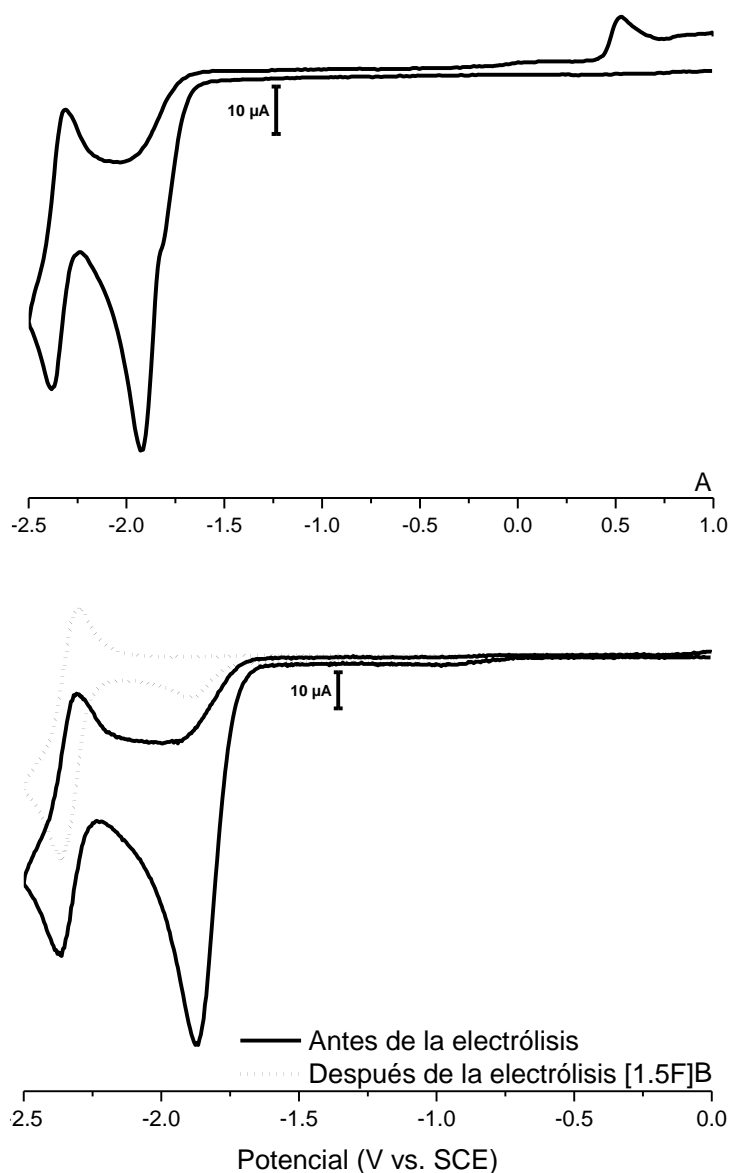 10 µA
A
-2.5 -2.0 -1.5 -1.0 -0.5 0.0 0.5 1.0
10 µA
Antes de la electrólisis
Después de la electrólisis [1.5F]B
-2.5 -2.0 -1.5 -1.0 -0.5 0.0
Potencial (V vs. SCE)